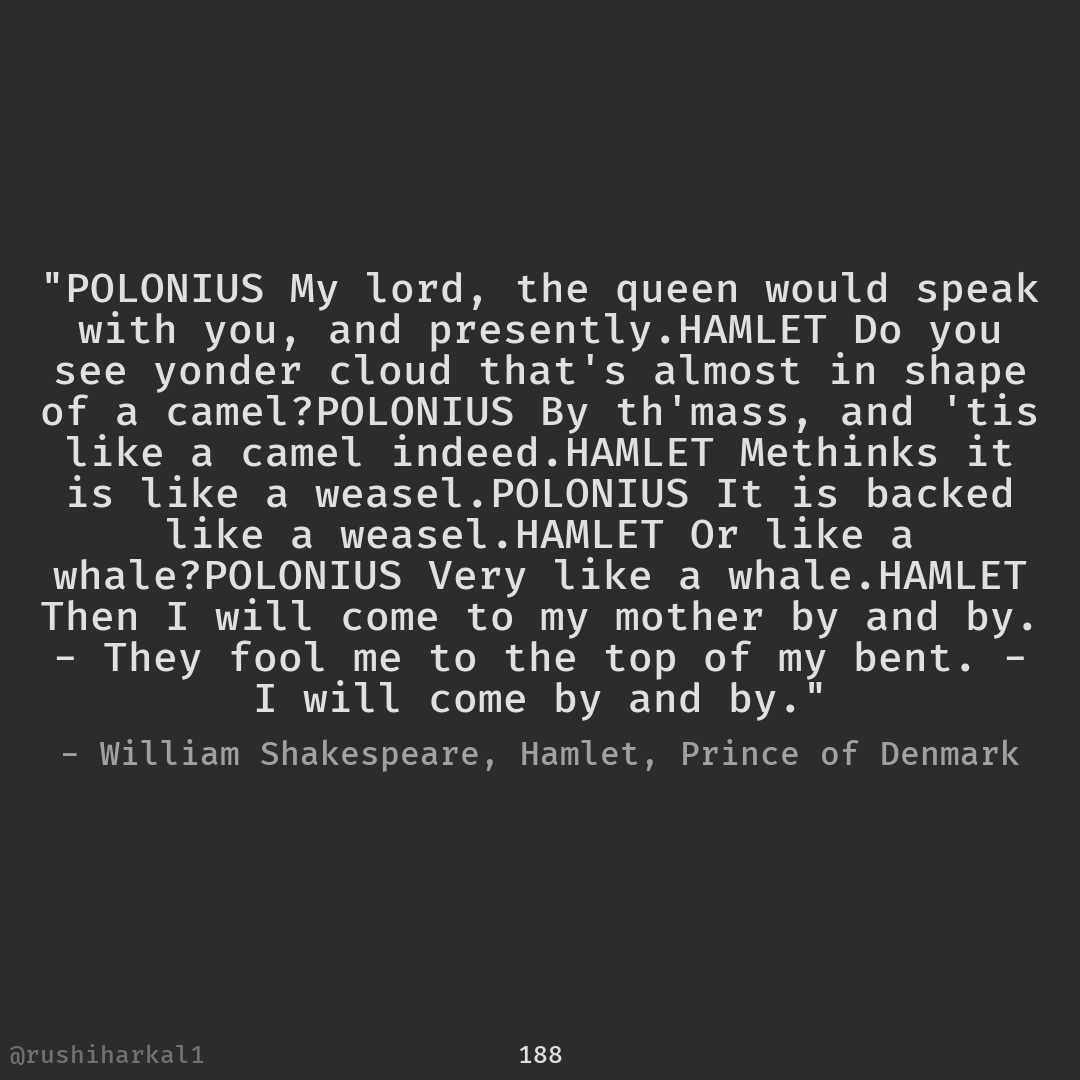 "POLONIUS My lord, the queen would speak
with you, and presently.HAMLET Do you
see yonder cloud that's almost in shape
of a camel?POLONIUS By th'mass, and 'tis
like a camel indeed.HAMLET Methinks it
is like a weasel.POLONIUS It is backed
like a weasel.HAMLET Or like a
whale?POLONIUS Very like a whale.HAMLET
Then I will come to my mother by and by.
- They fool me to the top of my bent. -
I will come by and by."
- William Shakespeare, Hamlet, Prince of Denmark
@rushiharkal1
188